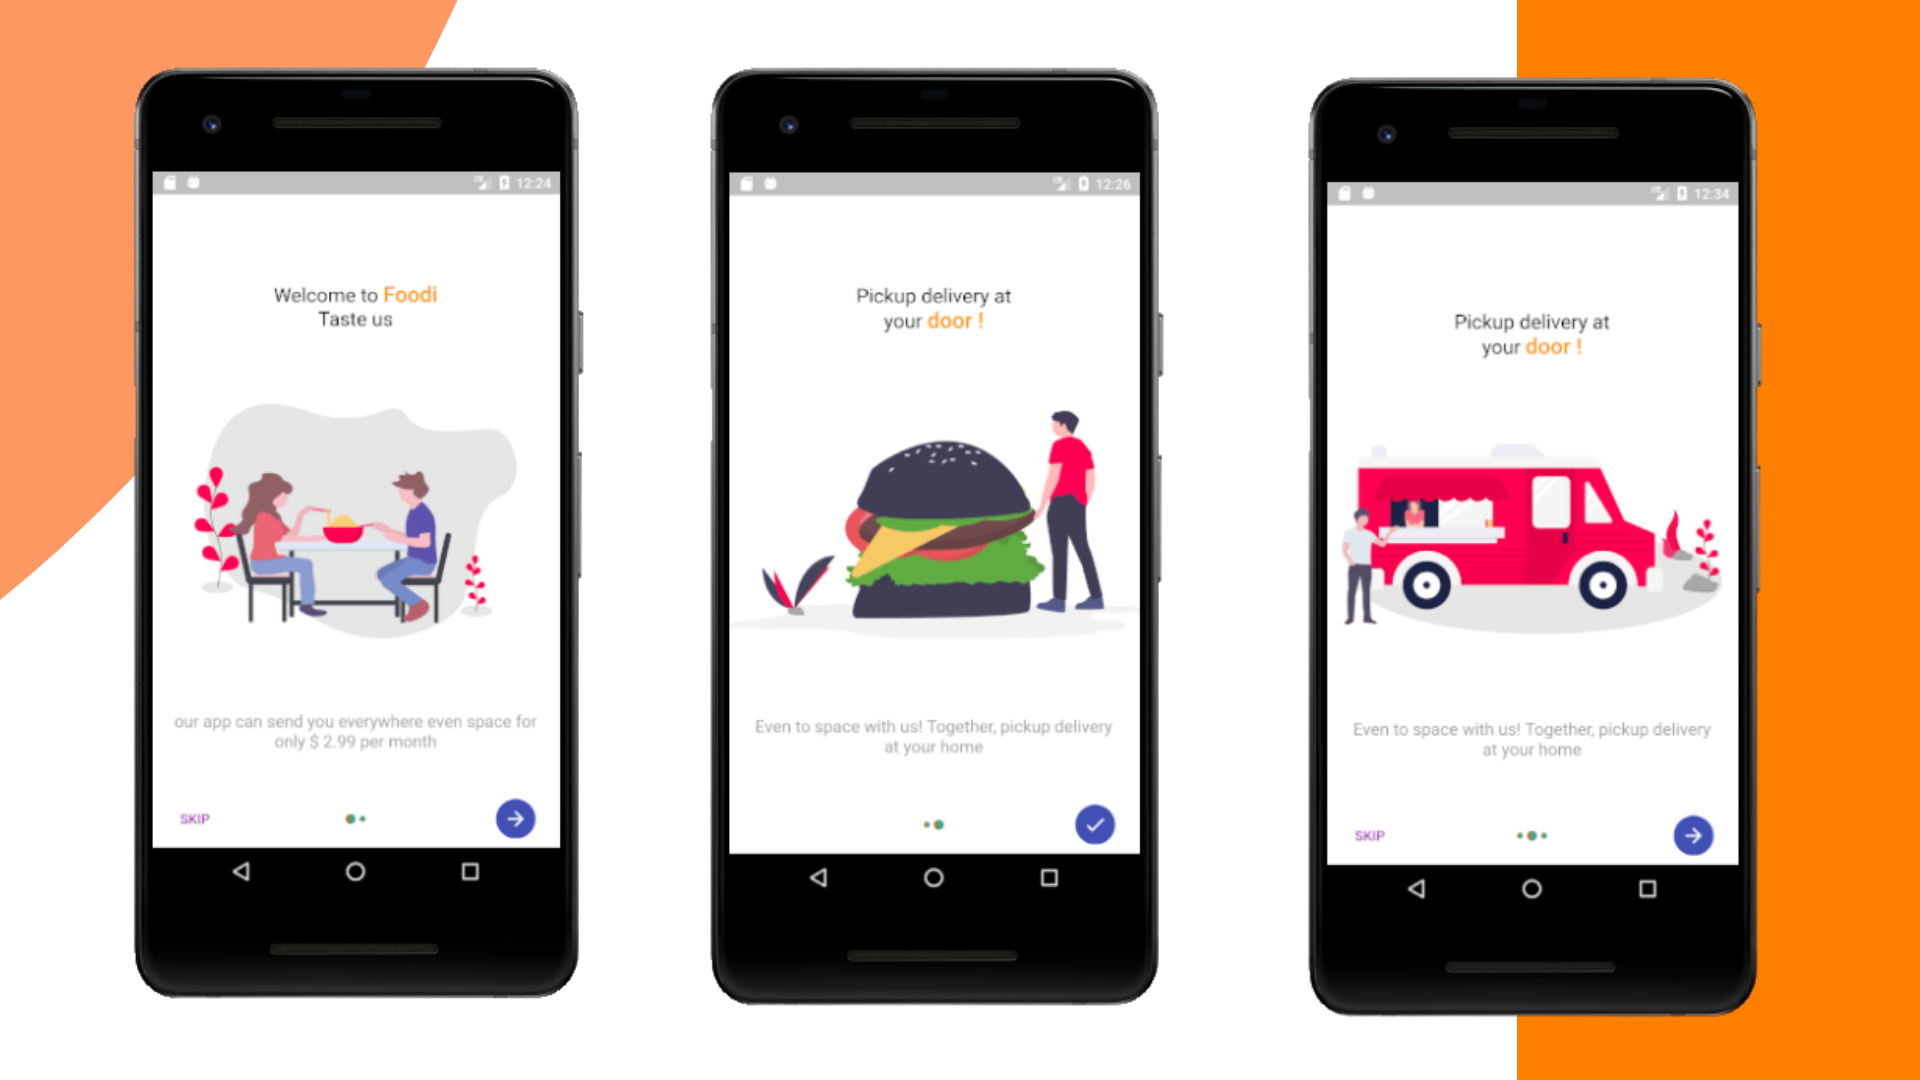 12:24
Welcome to Foodi
Taste us
our app can send you everywhere even space for
only $ 2.99 per month
SKIP
12:26
Pickup delivery at
your door !
Even to space with us! Together, pickup delivery
at your home
12:34
Pickup delivery at
your door !
Even to space with us! Together, pickup delivery
at your home
SKIP